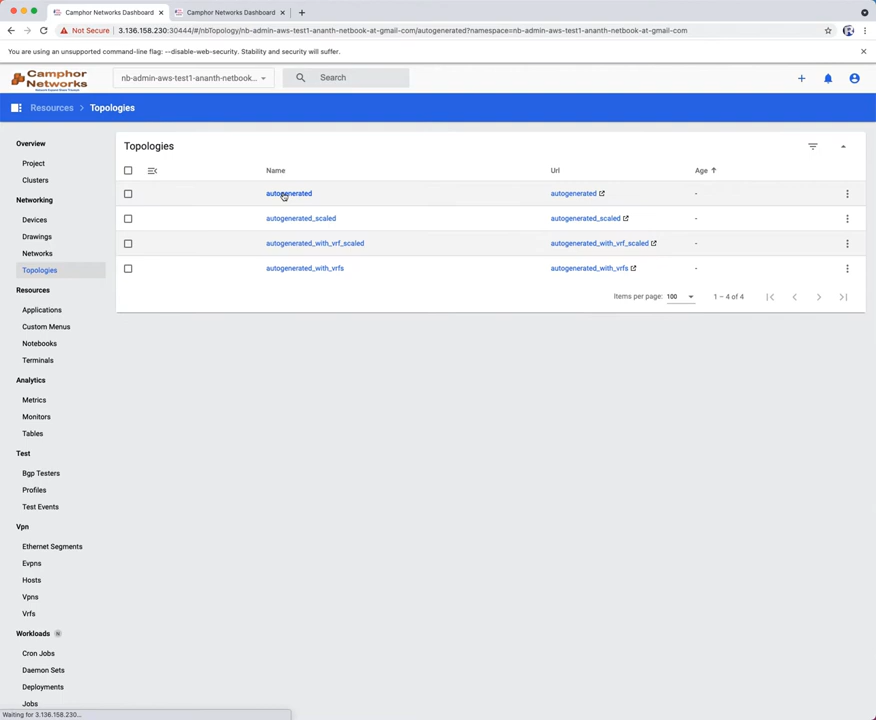 Camphor Networks Dashboard
Camphor Networks Dashboard
Not Secure 3.136.158.230:30444/#/nbTopology/nb-admin-aws-test1-ananth-netbook-at-gmail-com/autogenerated?namespace=nb-admin-aws-test1-ananth-netbook-at-gmail-com
You are using an unsupported command-line flag: --disable-web-security. Stability and security will suffer.
Camphor Networks
nb-admin-aws-test1-ananth-netbook...
Search
Resources > Topologies
Overview
Project
Clusters
Networking
Devices
Drawings
Networks
Topologies
Resources
Applications
Custom Menus
Notebooks
Terminals
Analytics
Metrics
Monitors
Tables
Test
Bgp Testers
Profiles
Test Events
Vpn
Ethernet Segments
Evpns
Hosts
Vpns
Vrfs
Workloads N
Cron Jobs
Daemon Sets
Deployments
Jobs
Topologies
Name Url Age
autogenerated autogenerated -
autogenerated_scaled autogenerated_scaled -
autogenerated_with_vrf_scaled autogenerated_with_vrf_scaled -
autogenerated_with_vrfs autogenerated_with_vrfs -
Items per page: 100 1 – 4 of 4
Waiting for 3.136.158.230...